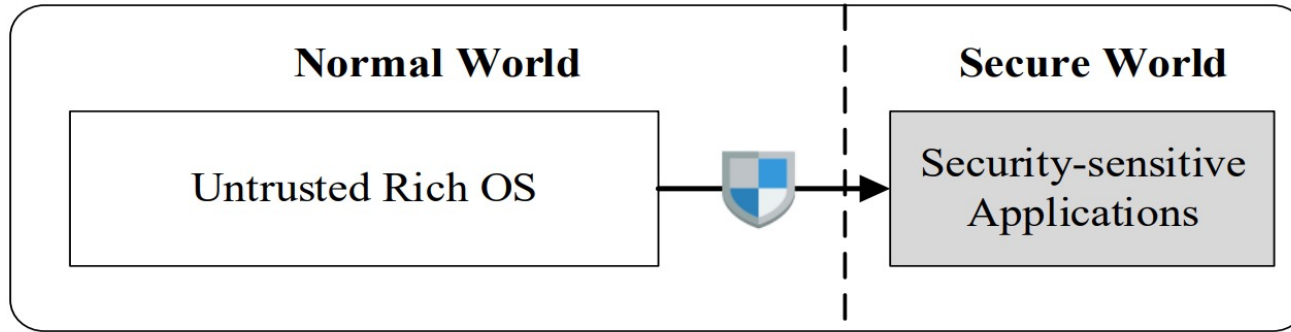 Normal World
Secure World
Untrusted Rich OS
Security-sensitive
Applications